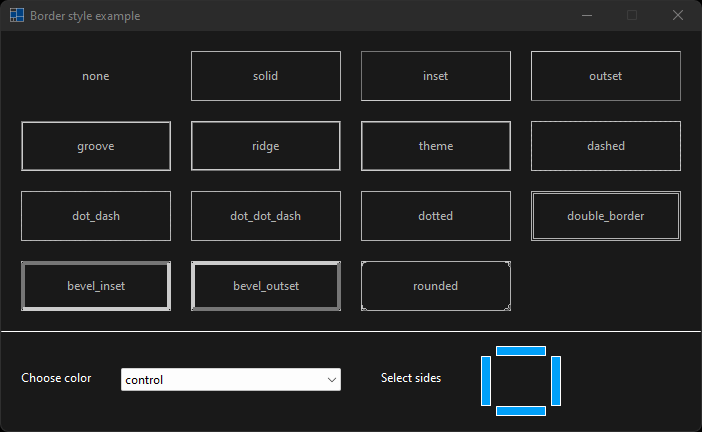 Border style example
none
solid
inset
outset
groove
ridge
theme
dashed
dot_dash
dot_dot_dash
dotted
double_border
bevel_inset
bevel_outset
rounded
Choose color
control
Select sides